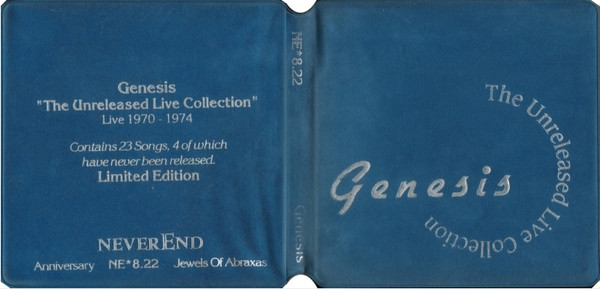 Genesis
"The Unreleased Live Collection"
Live 1970 - 1974
Contains 23 Songs, 4 of which
have never been released.
Limited Edition
NEVEREND
Anniversary NE*8.22 Jewels Of Abraxas
NE*8.22
Genesis
Genesis
The Unreleased Live Collection